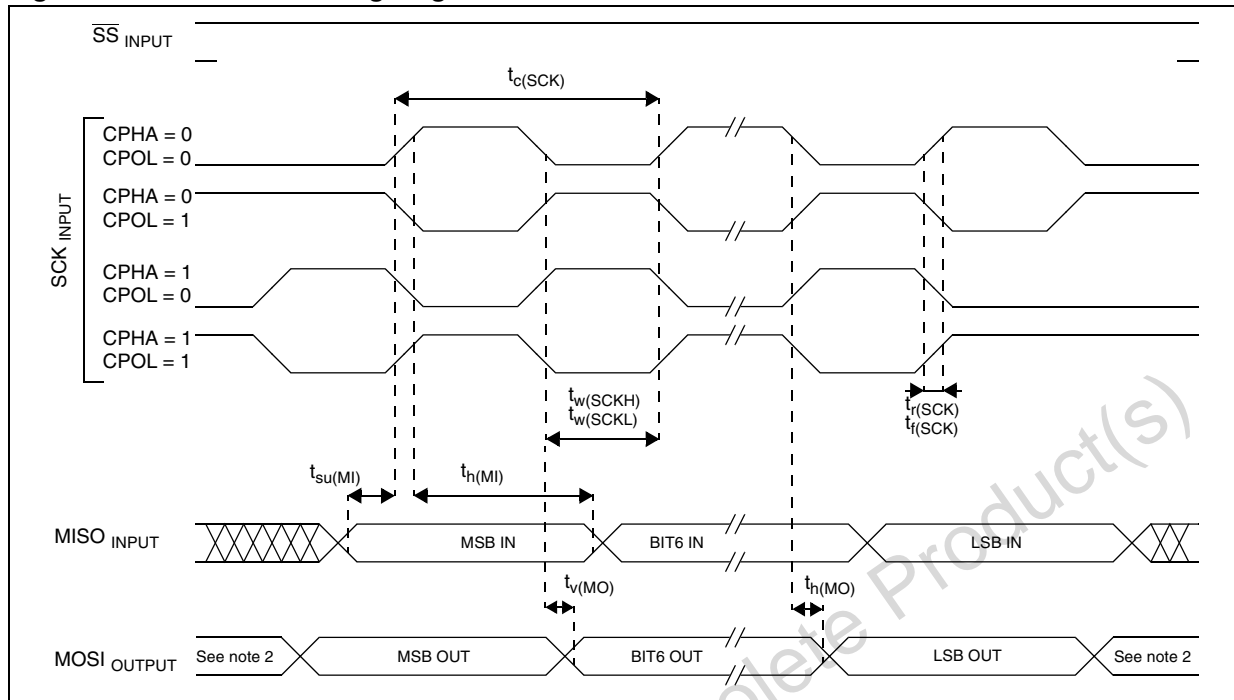 SS INPUT
tc(SCK)
SCK INPUT
CPHA = 0
CPOL = 0
CPHA = 0
CPOL = 1
CPHA = 1
CPOL = 0
CPHA = 1
CPOL = 1
tw(SCKH)
tw(SCKL)
tr(SCK)
tf(SCK)
tsu(MI)
th(MI)
MISO INPUT
MSB IN
BIT6 IN
LSB IN
tv(MO)
th(MO)
MOSI OUTPUT
See note 2
MSB OUT
BIT6 OUT
LSB OUT
See note 2
Product(s)